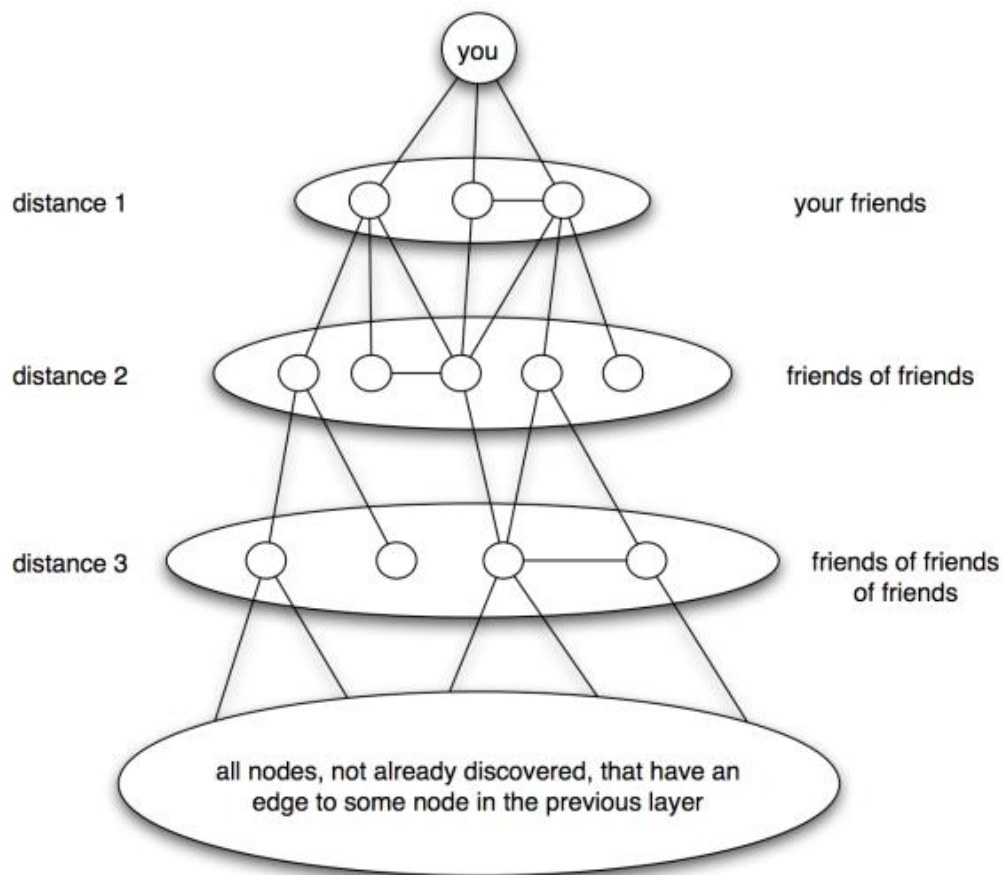 you
distance 1
your friends
distance 2
friends of friends
distance 3
friends of friends
of friends
all nodes, not already discovered, that have an
edge to some node in the previous layer